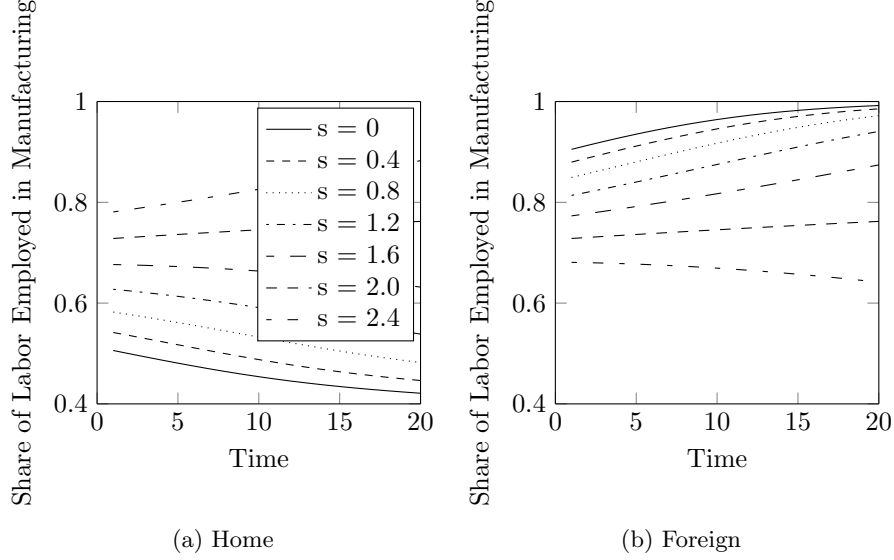 Share of Labor Employed in Manufacturing
1
0.8
0.6
0.4
0
5
10
15
20
Time
s = 0
s = 0.4
s = 0.8
s = 1.2
s = 1.6
s = 2.0
s = 2.4
(a) Home
Share of Labor Employed in Manufacturing
1
0.8
0.6
0.4
0
5
10
15
20
Time
(b) Foreign